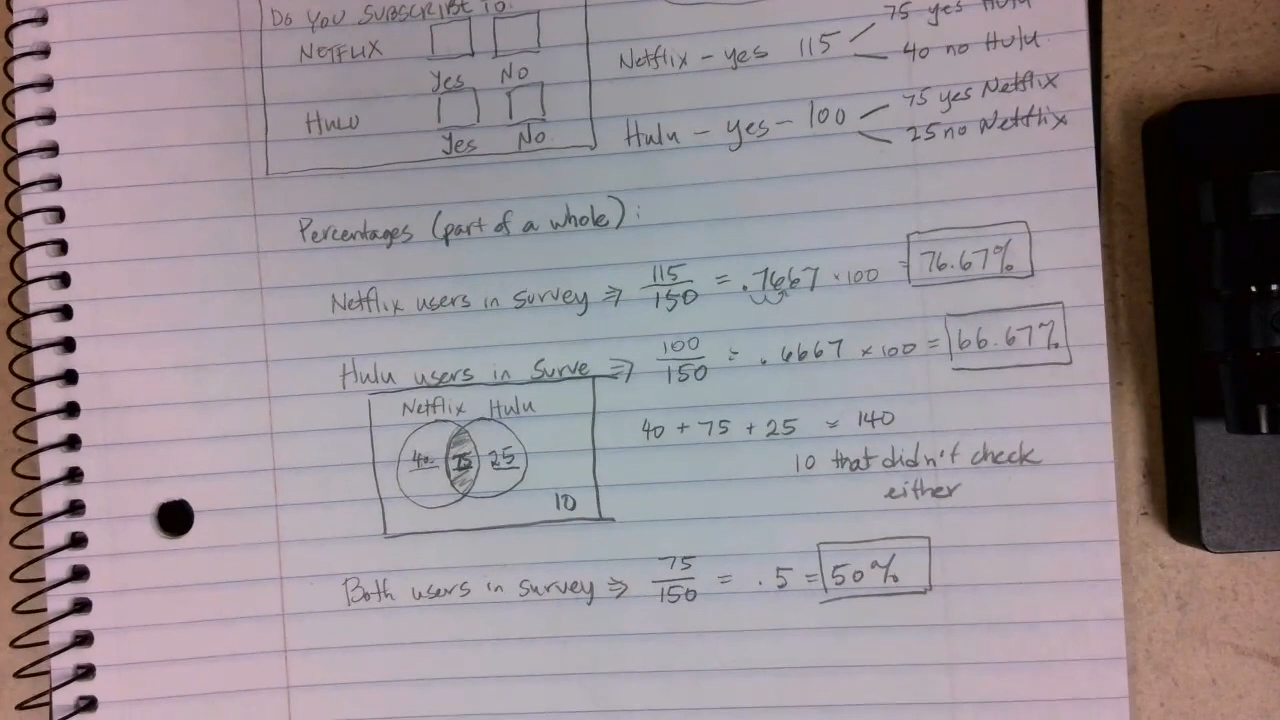 DO YOU SUBSCRIBE TO:
NETFLIX
Yes No
HULU
Yes No
75 yes Hulu
Netflix - yes 115
40 no Hulu
75 yes Netflix
Hulu - yes - 100
25 no Netflix
Percentages (part of a whole):
Netflix users in survey ⇒ 115/150 = .7667 × 100 = 76.67%
Hulu users in surve ⇒ 100/150 = .6667 × 100 = 66.67%
Netflix Hulu
40 75 25
10
40 + 75 + 25 = 140
10 that didn't check
either
Both users in survey ⇒ 75/150 = .5 = 50%